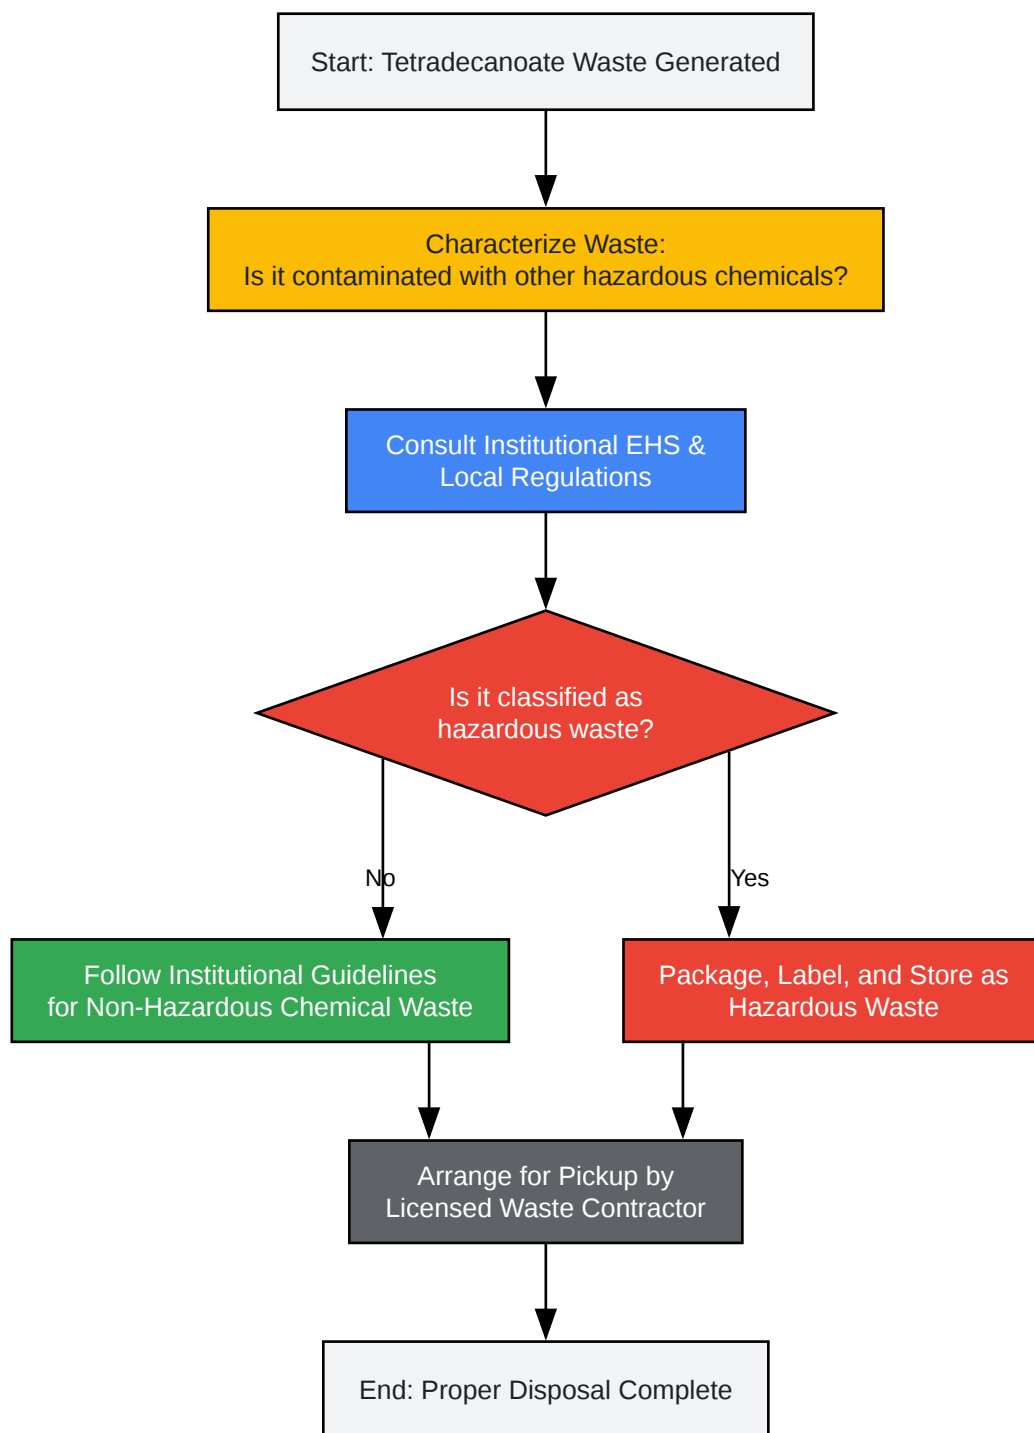 Start: Tetradecanoate Waste Generated
Characterize Waste:
Is it contaminated with other hazardous chemicals?
Consult Institutional EHS &
Local Regulations
Is it classified as
hazardous waste?
No
Yes
Follow Institutional Guidelines
for Non-Hazardous Chemical Waste
Package, Label, and Store as
Hazardous Waste
Arrange for Pickup by
Licensed Waste Contractor
End: Proper Disposal Complete